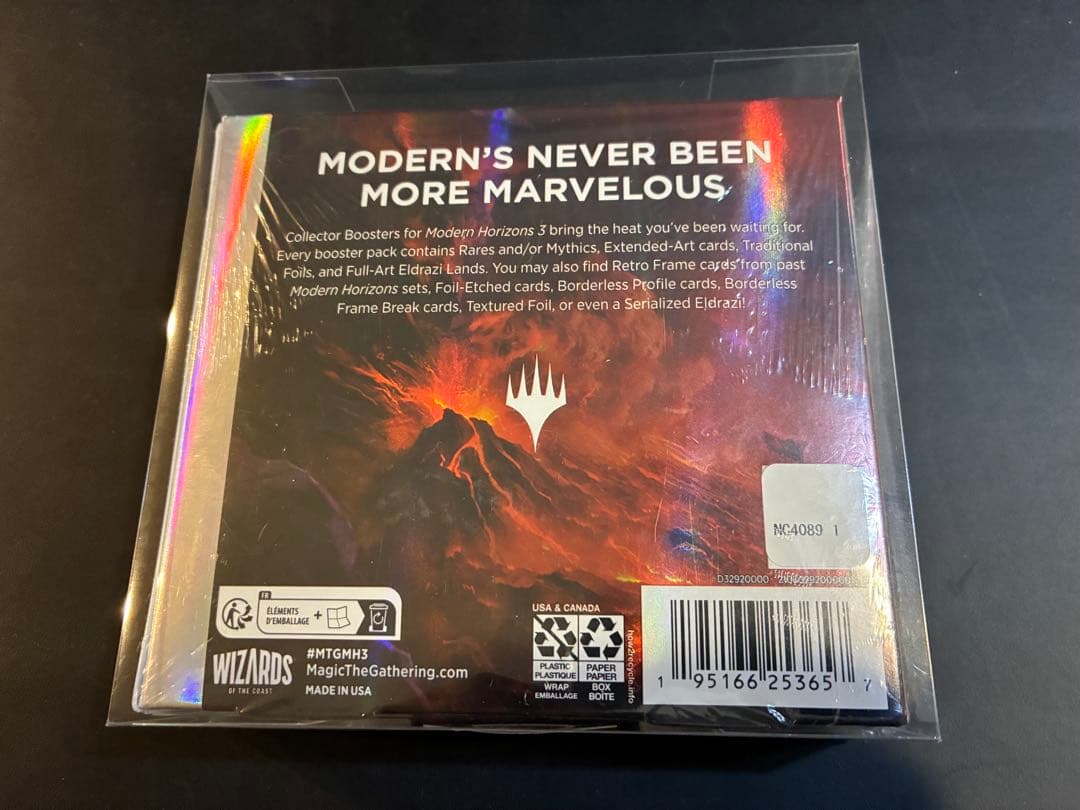 MODERN'S NEVER BEEN
MORE MARVELOUS
Collector Boosters for Modern Horizons 3 bring the heat you've been waiting for.
Every booster pack contains Rares and/or Mythics, Extended-Art cards, Traditional
Foils, and Full-Art Eldrazi Lands. You may also find Retro Frame cards from past
Modern Horizons sets, Foil-Etched cards, Borderless Profile cards, Borderless
Frame Break cards, Textured Foil, or even a Serialized Eldrazi!
NC4089 1
D32920000
FR
ÉLÉMENTS
D'EMBALLAGE
+
WIZARDS
OF THE COAST
#MTGMH3
MagicTheGathering.com
MADE IN USA
USA & CANADA
PLASTIC
PLASTIQUE
PAPER
PAPIER
WRAP
EMBALLAGE
BOX
BOÎTE
how2recycle.info
1 95166 25365 7